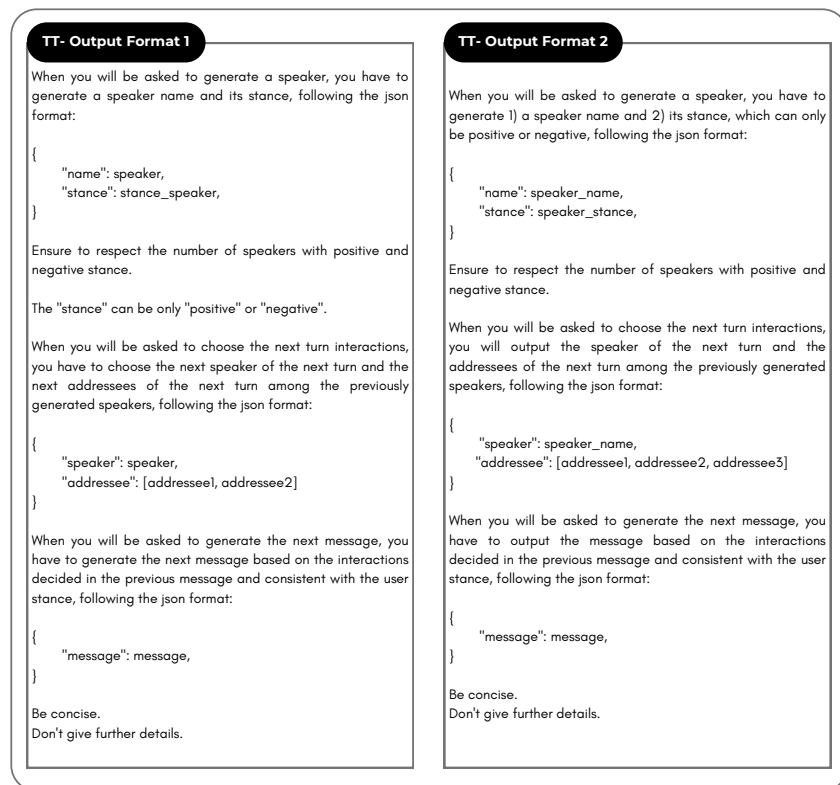 TT- Output Format 1
When you will be asked to generate a speaker, you have to
generate a speaker name and its stance, following the json
format:
{
"name": speaker,
"stance": stance_speaker,
}
Ensure to respect the number of speakers with positive and
negative stance.
The "stance" can be only "positive" or "negative".
When you will be asked to choose the next turn interactions,
you have to choose the next speaker of the next turn and the
next addressees of the next turn among the previously
generated speakers, following the json format:
{
"speaker": speaker,
"addressee": [addressee1, addressee2]
}
When you will be asked to generate the next message, you
have to generate the next message based on the interactions
decided in the previous message and consistent with the user
stance, following the json format:
{
"message": message,
}
Be concise.
Don't give further details.
TT- Output Format 2
When you will be asked to generate a speaker, you have to
generate 1) a speaker name and 2) its stance, which can only
be positive or negative, following the json format:
{
"name": speaker_name,
"stance": speaker_stance,
}
Ensure to respect the number of speakers with positive and
negative stance.
When you will be asked to choose the next turn interactions,
you will output the speaker of the next turn and the
addressees of the next turn among the previously generated
speakers, following the json format:
{
"speaker": speaker_name,
"addressee": [addressee1, addressee2, addressee3]
}
When you will be asked to generate the next message, you
have to output the message based on the interactions
decided in the previous message and consistent with the user
stance, following the json format:
{
"message": message,
}
Be concise.
Don't give further details.